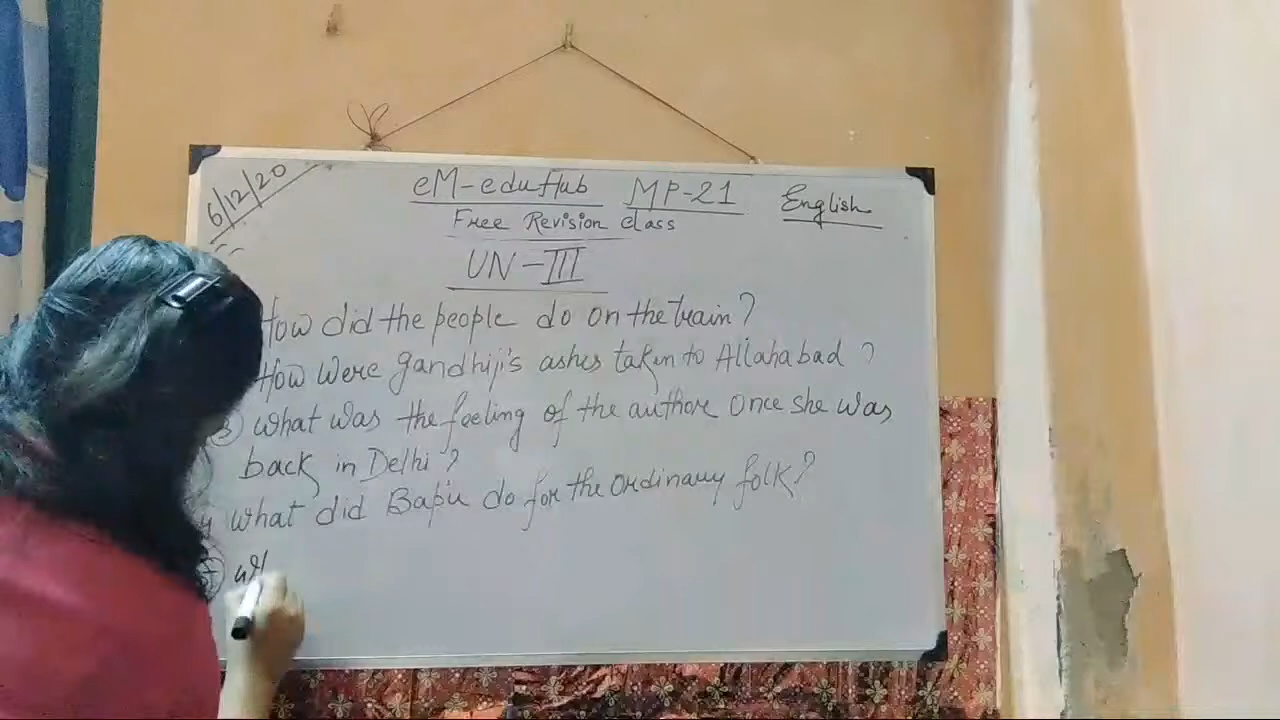 6/12/20
eM-eduHub MP-21 English
Free Revision class
UN-III
How did the people do on the train?
How were gandhiji's ashes taken to Allahabad ?
3) what was the feeling of the author once she was
back in Delhi ?
4 what did Bapu do for the ordinary folk?
5) wh